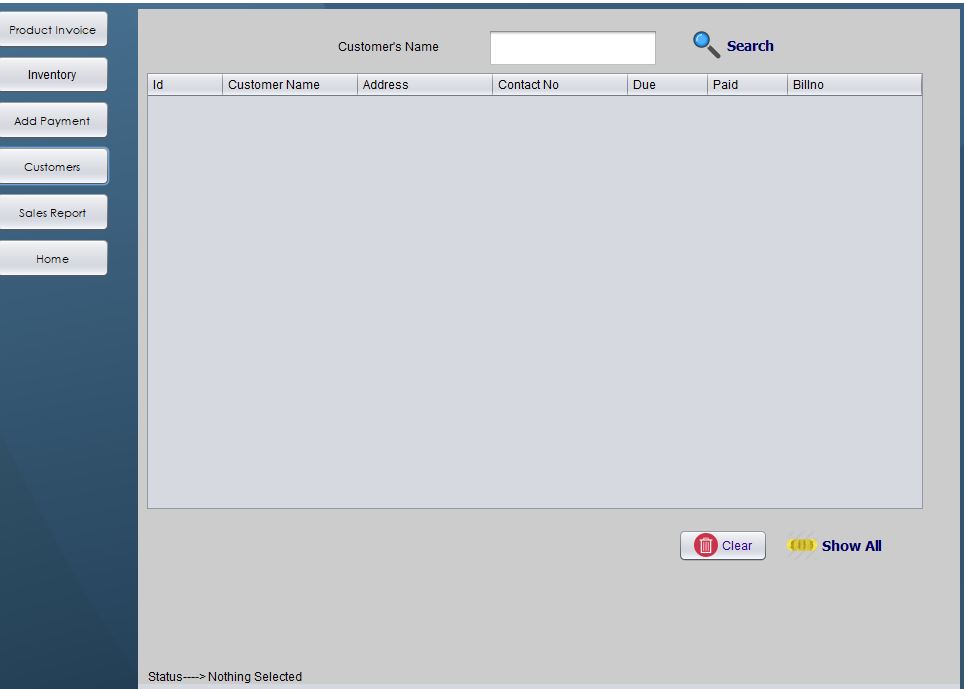 Product Invoice
Inventory
Add Payment
Customers
Sales Report
Home
Customer's Name
Search
Id Customer Name Address Contact No Due Paid Billno
Clear
Show All
Status----> Nothing Selected